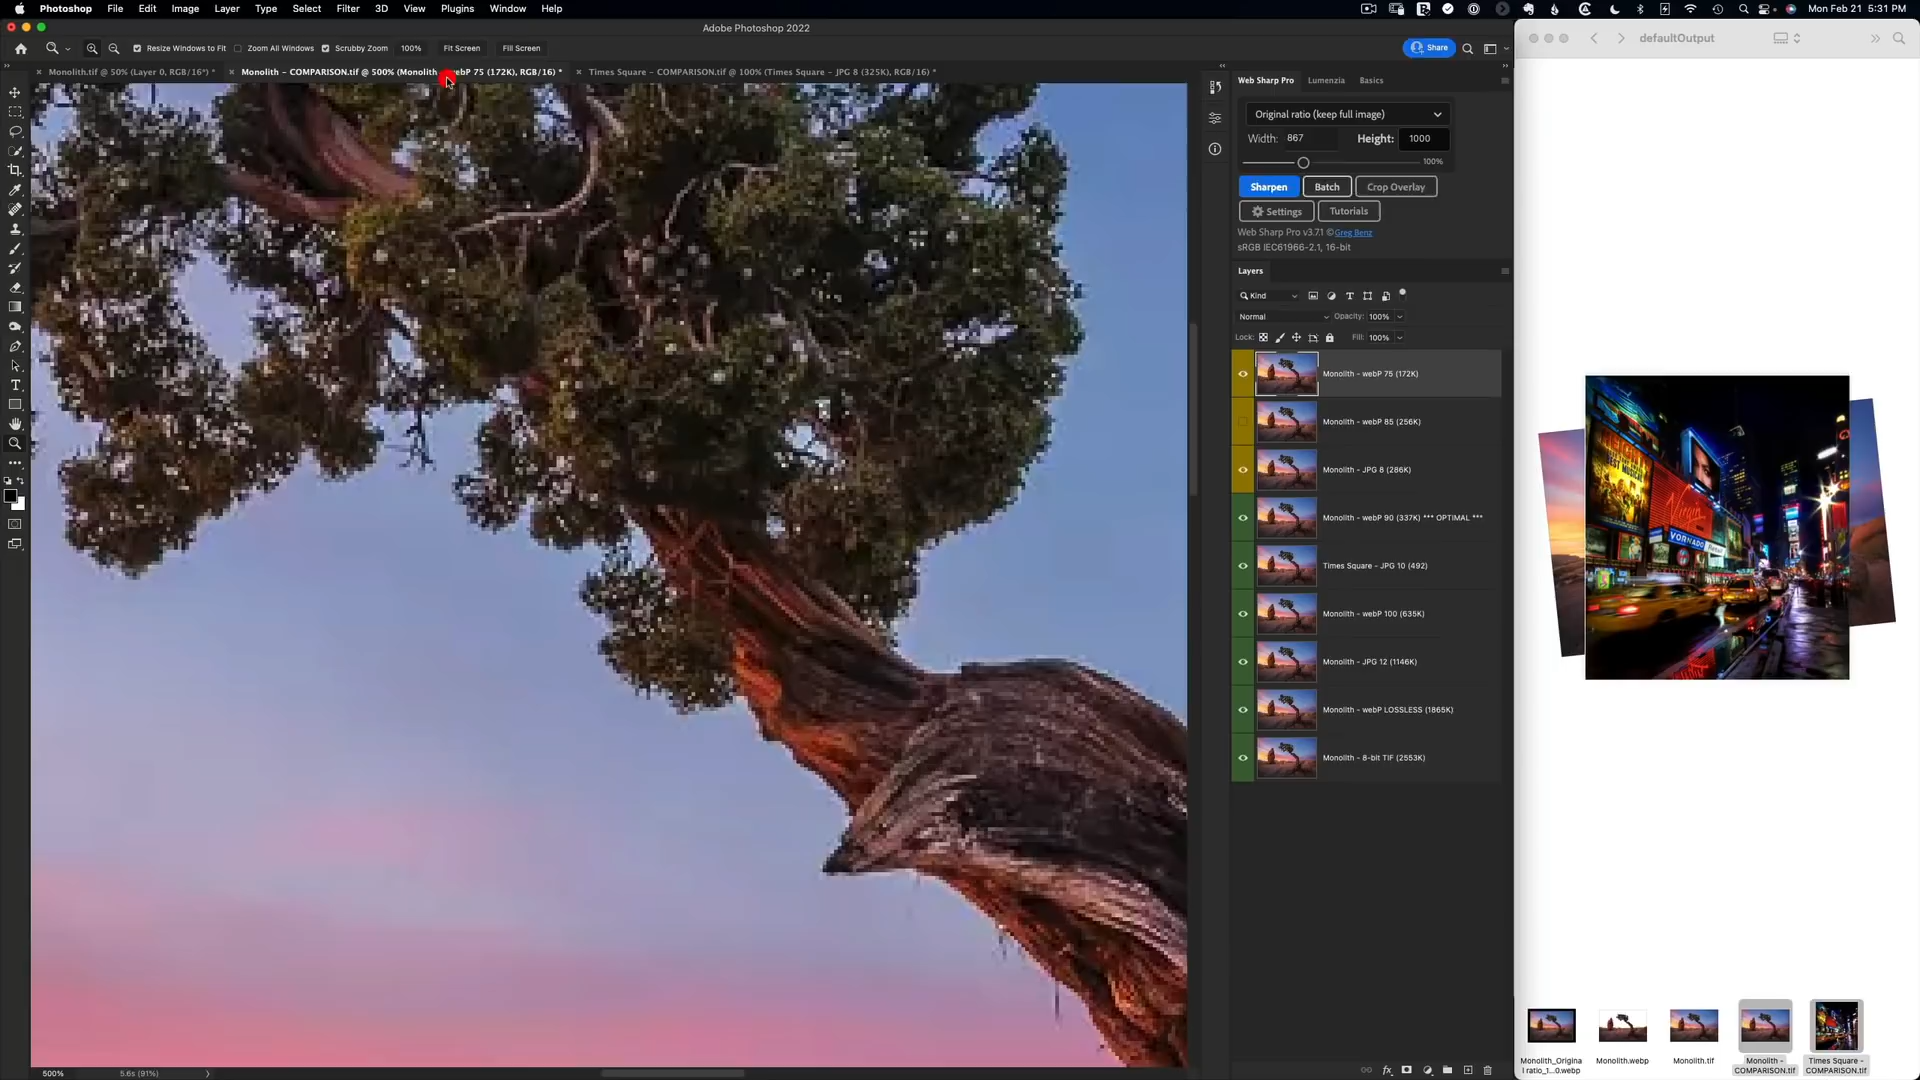 Photoshop File Edit Image Layer Type Select Filter 3D View Plugins Window Help
Mon Feb 21 5:31 PM
Adobe Photoshop 2022
defaultOutput
Resize Windows to Fit Zoom All Windows Scrubby Zoom 100% Fit Screen Fill Screen
Share
Monolith.tif @ 50% (Layer 0, RGB/16*) *
Monolith - COMPARISON.tif @ 500% (Monolith - webP 75 (172K), RGB/16) *
Times Square - COMPARISON.tif @ 100% (Times Square - JPG 8 (325K), RGB/16) *
Web Sharp Pro Lumenzia Basics
Original ratio (keep full image)
Width: 867 Height: 1000
100%
Sharpen Batch Crop Overlay
Settings Tutorials
Web Sharp Pro v3.7.1 © Greg Benz
sRGB IEC61966-2.1, 16-bit
Layers
Kind
Normal Opacity: 100%
Lock: Fill: 100%
Monolith - webP 75 (172K)
Monolith - webP 85 (256K)
Monolith - JPG 8 (286K)
Monolith - webP 90 (337K) *** OPTIMAL ***
Times Square - JPG 10 (492)
Monolith - webP 100 (635K)
Monolith - JPG 12 (1146K)
Monolith - webP LOSSLESS (1865K)
Monolith - 8-bit TIF (2553K)
Virgin
VORNADO
Monolith_Origina
l ratio_1...0.webp
Monolith.webp
Monolith.tif
Monolith -
COMPARISON.tif
Times Square -
COMPARISON.tif
500% 5.6s (91%)